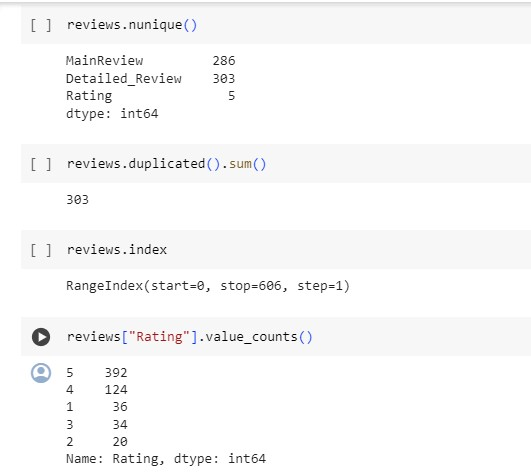 [ ] reviews.nunique()
MainReview 286
Detailed_Review 303
Rating 5
dtype: int64
[ ] reviews.duplicated().sum()
303
[ ] reviews.index
RangeIndex(start=0, stop=606, step=1)
reviews["Rating"].value_counts()
5 392
4 124
1 36
3 34
2 20
Name: Rating, dtype: int64